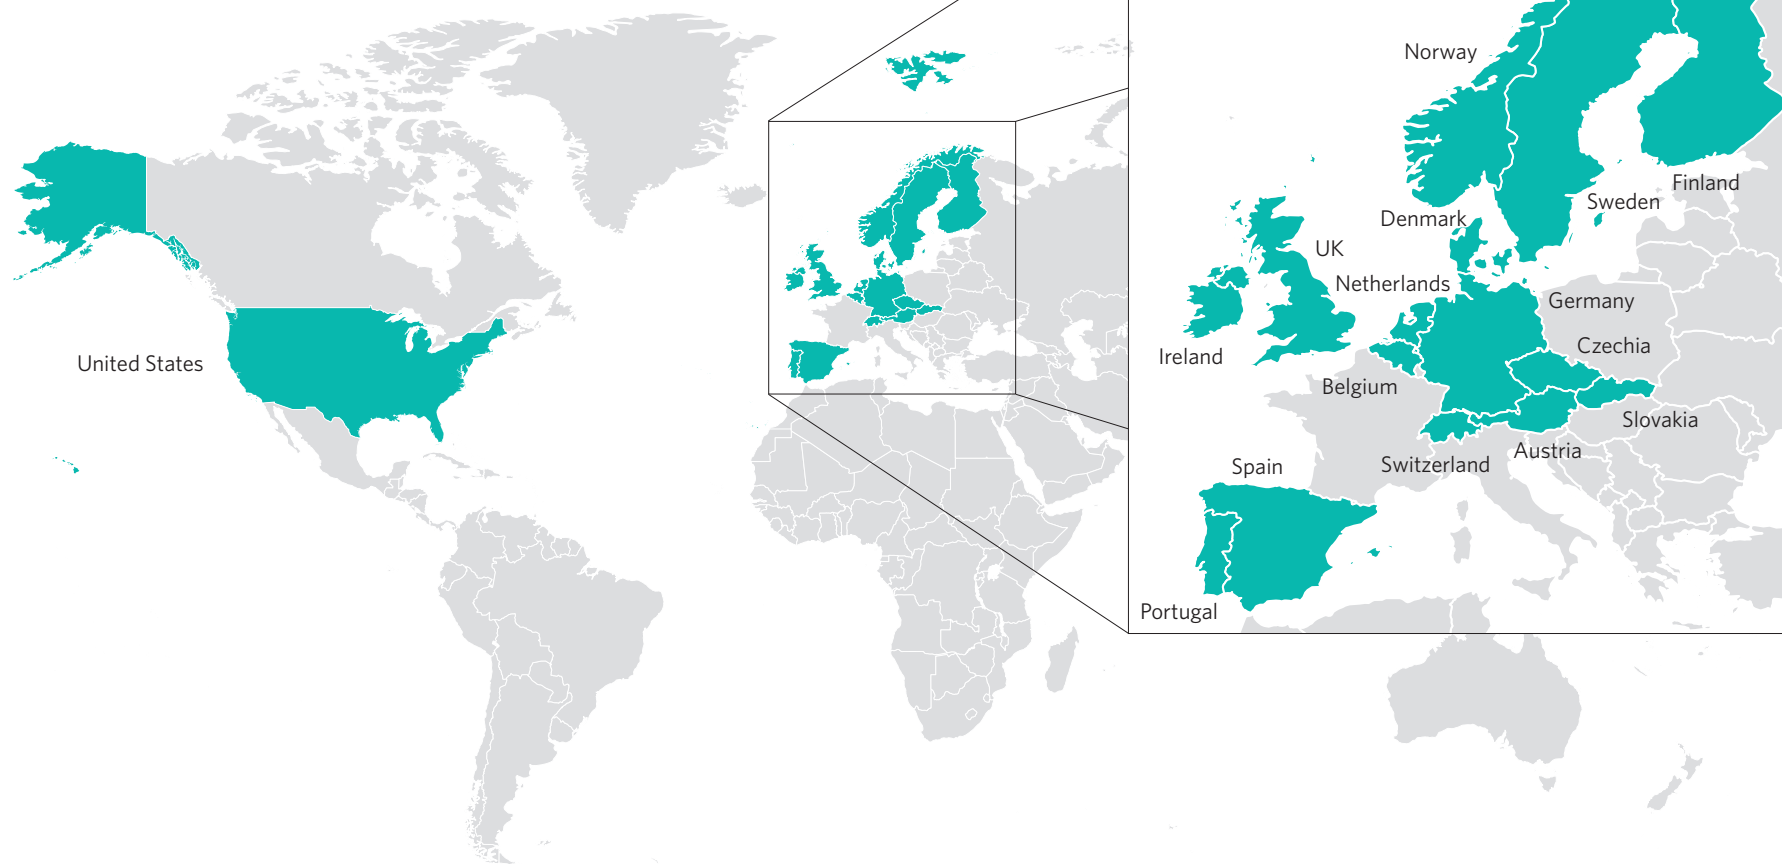 Norway
Finland
Sweden
Denmark
UK
Netherlands
Germany
Czechia
Ireland
United States
Belgium
Slovakia
Austria
Switzerland
Spain
Portugal